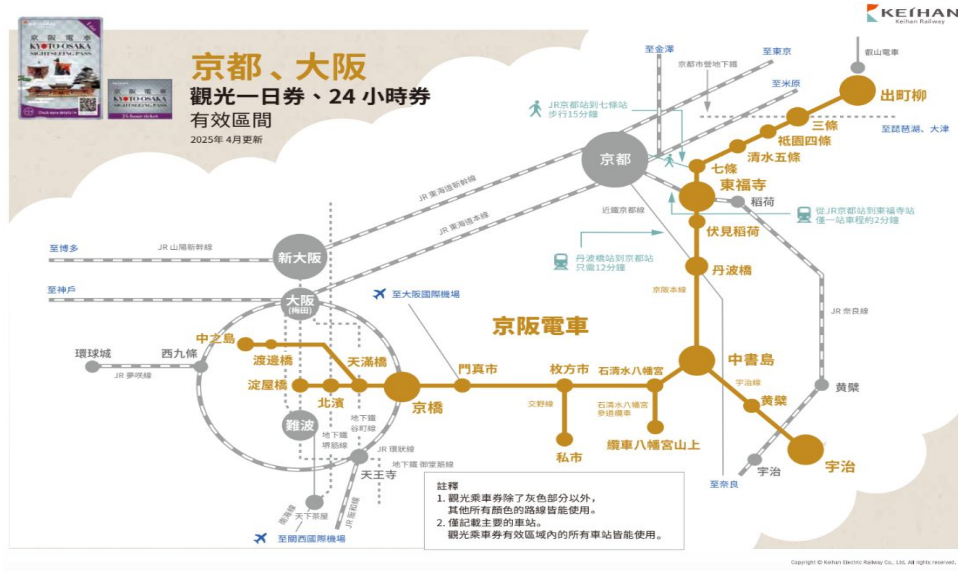 KEIHAN
Keihan Railway
京阪電車
KYOTO-OSAKA
SIGHTSEEING PASS
京都、大阪
觀光一日券、24 小時券
有效區間
2025年 4月更新
至金澤
至東京
叡山電車
京都市營地下鐵
至米原
出町柳
JR京都站到七條站
步行15分鐘
三條
祇園四條
至琵琶湖、大津
清水五條
京都
七條
東福寺
稻荷
JR 東海道新幹線
近鐵京都線
從JR京都站到東福寺站
僅一站車程約2分鐘
JR 東海道本線
伏見稻荷
至博多
JR 山陽新幹線
新大阪
丹波橋站到京都站
只需12分鐘
丹波橋
至神戶
大阪
(梅田)
至大阪國際機場
京阪本線
JR 奈良線
京阪電車
中之島
渡邊橋
天滿橋
環球城
西九條
中書島
JR 夢咲線
淀屋橋
北濱
京橋
門真市
枚方市
石清水八幡宮
宇治線
黃檗
黃檗
交野線
石清水八幡宮
參道纜車
難波
地下鐵
谷町線
地下鐵
堺筋線
JR 環狀線
私市
纜車八幡宮山上
宇治
宇治
地下鐵 御堂筋線
天王寺
至奈良
天下茶屋
南海線
JR 阪和線
至關西國際機場
註釋
1. 觀光乘車券除了灰色部分以外，
其他所有顏色的路線皆能使用。
2. 僅記載主要的車站。
觀光乘車券有效區域內的所有車站皆能使用。
Copyright © Keihan Electric Railway Co., Ltd. All rights reserved.